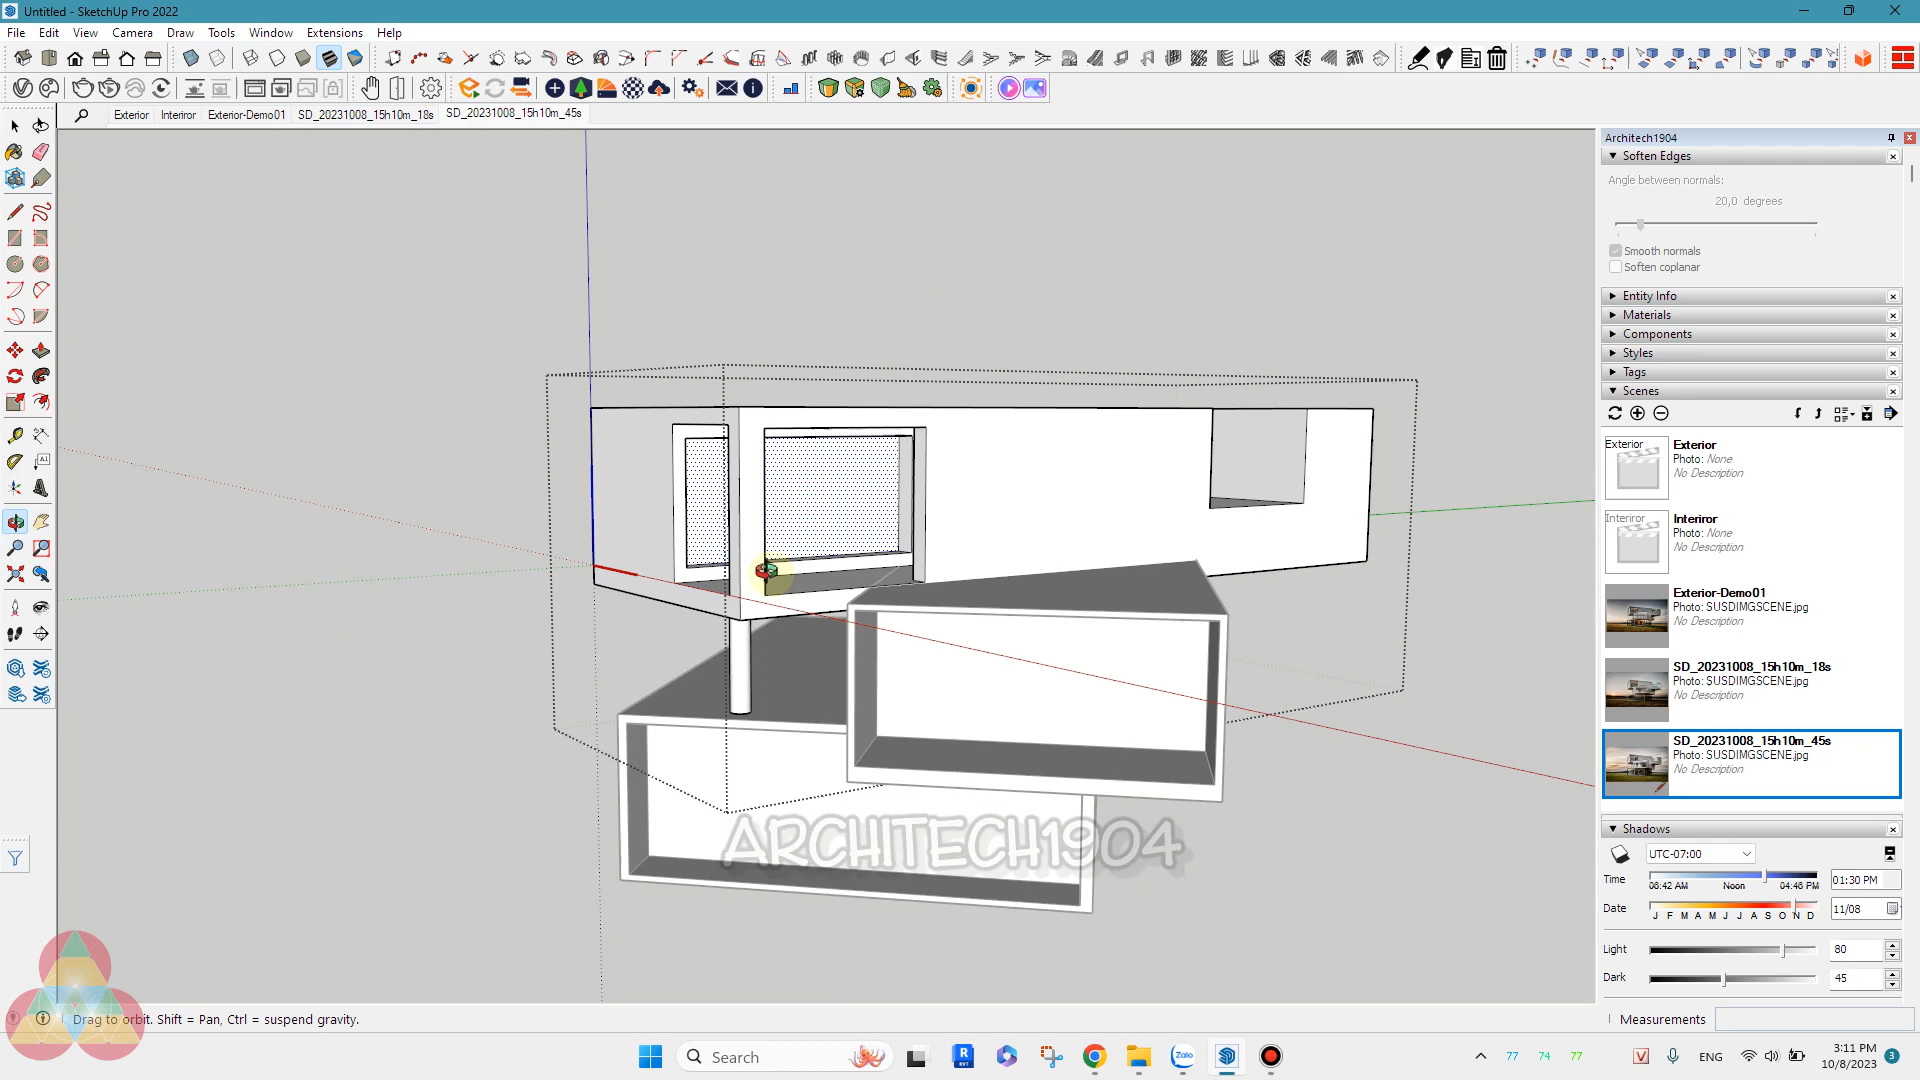 Untitled - SketchUp Pro 2022
File Edit View Camera Draw Tools Window Extensions Help
Exterior Interiror Exterior-Demo01 SD_20231008_15h10m_18s SD_20231008_15h10m_45s
Architech1904
Soften Edges
Angle between normals:
20,0 degrees
Smooth normals
Soften coplanar
Entity Info
Materials
Components
Styles
Tags
Scenes
Exterior
Exterior
Photo: None
No Description
Interiror
Interiror
Photo: None
No Description
Exterior-Demo01
Photo: SUSDIMGSCENE.jpg
No Description
SD_20231008_15h10m_18s
Photo: SUSDIMGSCENE.jpg
No Description
SD_20231008_15h10m_45s
Photo: SUSDIMGSCENE.jpg
No Description
Shadows
UTC-07:00
Time 01:30 PM
06:42 AM Noon 04:46 PM
Date 11/08
J F M A M J J A S O N D
Light 80
Dark 45
ARCHITECH1904
Drag to orbit. Shift = Pan, Ctrl = suspend gravity.
Measurements
Search
Zalo
77 74 77
ENG
3:11 PM
10/8/2023
3